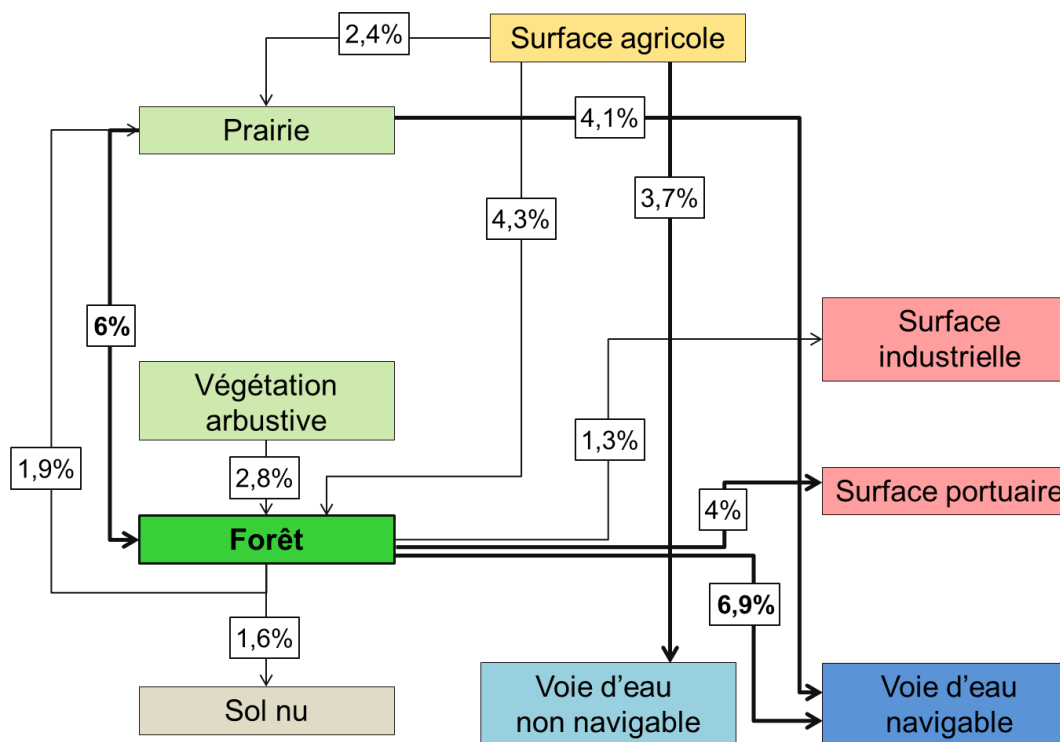 2,4%
Surface agricole
Prairie
4,1%
3,7%
4,3%
6%
Surface
industrielle
Végétation
arbustive
1,3%
1,9%
2,8%
Surface portuaire
4%
Forêt
6,9%
1,6%
Voie d'eau
non navigable
Voie d'eau
navigable
Sol nu